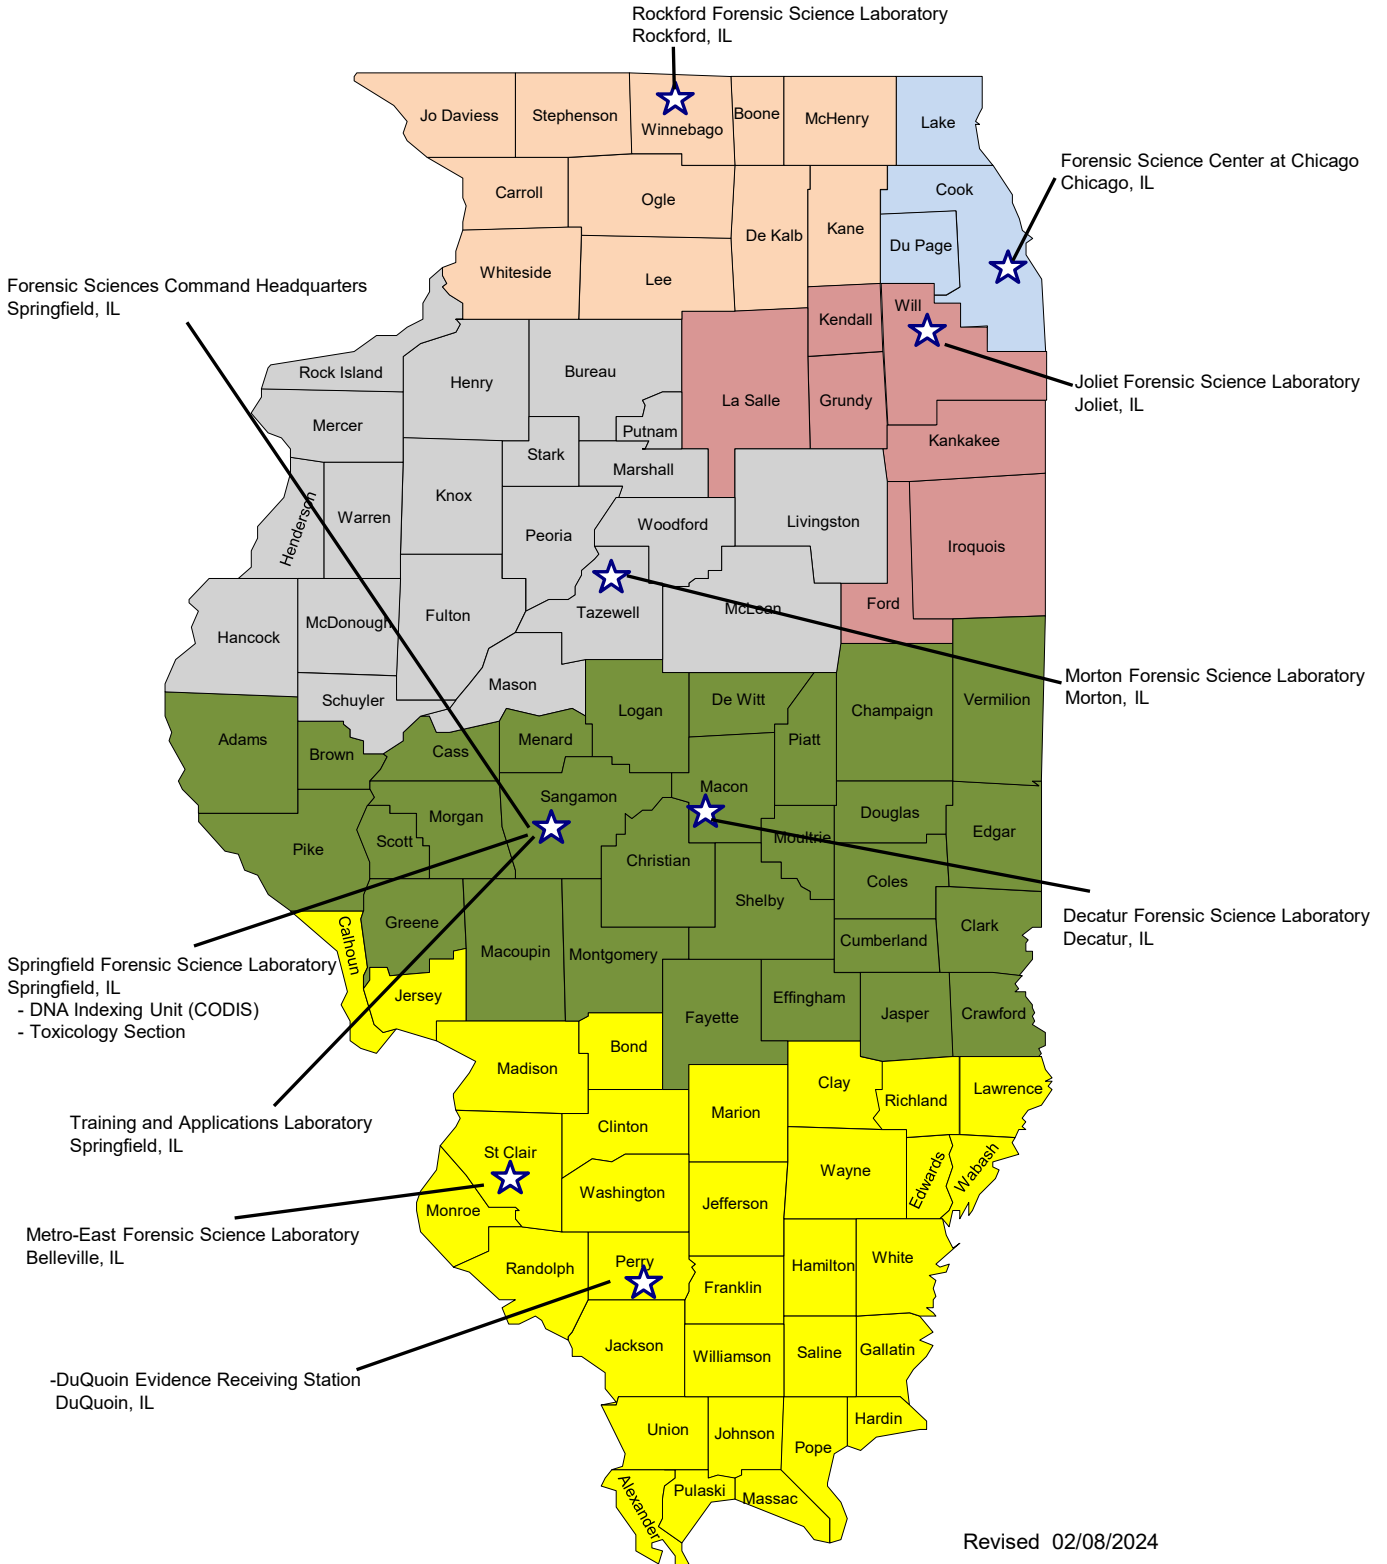 Rockford Forensic Science Laboratory
Rockford, IL
Jo Daviess
Stephenson
Winnebago
Boone
McHenry
Lake
Forensic Science Center at Chicago
Chicago, IL
Carroll
Ogle
De Kalb
Kane
Cook
Du Page
Whiteside
Lee
Forensic Sciences Command Headquarters
Springfield, IL
Kendall
Will
Rock Island
Henry
Bureau
La Salle
Grundy
Joliet Forensic Science Laboratory
Joliet, IL
Mercer
Putnam
Kankakee
Stark
Marshall
Knox
Henderson
Warren
Peoria
Woodford
Livingston
Iroquois
Hancock
McDonough
Fulton
Tazewell
McLean
Ford
Morton Forensic Science Laboratory
Morton, IL
Schuyler
Mason
Logan
De Witt
Champaign
Vermilion
Adams
Brown
Cass
Menard
Piatt
Sangamon
Macon
Morgan
Scott
Douglas
Edgar
Pike
Christian
Moultrie
Coles
Shelby
Decatur Forensic Science Laboratory
Decatur, IL
Calhoun
Greene
Macoupin
Montgomery
Cumberland
Clark
Springfield Forensic Science Laboratory
Springfield, IL
- DNA Indexing Unit (CODIS)
- Toxicology Section
Jersey
Fayette
Effingham
Jasper
Crawford
Madison
Bond
Clay
Richland
Lawrence
Training and Applications Laboratory
Springfield, IL
Marion
Clinton
St Clair
Wayne
Edwards
Wabash
Monroe
Washington
Jefferson
Metro-East Forensic Science Laboratory
Belleville, IL
Randolph
Perry
Franklin
Hamilton
White
Jackson
Williamson
Saline
Gallatin
-DuQuoin Evidence Receiving Station
DuQuoin, IL
Union
Johnson
Pope
Hardin
Alexander
Pulaski
Massac
Revised 02/08/2024